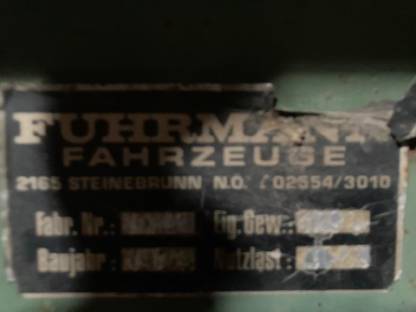 FUHRMANN
FAHRZEUGE
2165 STEINEBRUNN N.Ö. / 02554/3010
Fabr. Nr.: Eig. Gew.:
Baujahr: Nutzlast: